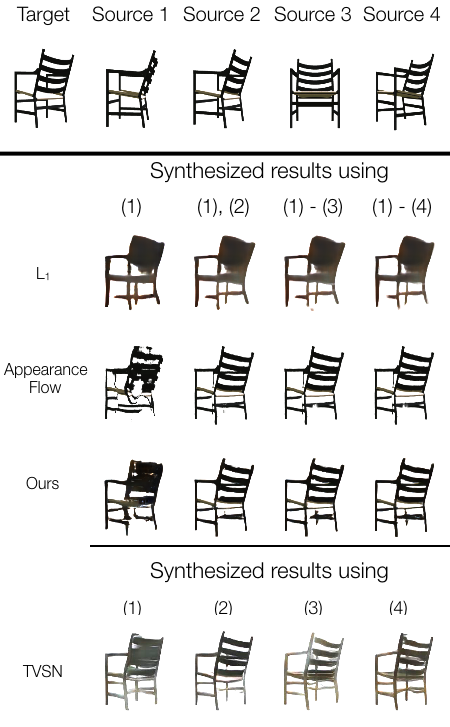 Target Source 1 Source 2 Source 3 Source 4
Synthesized results using
(1) (1), (2) (1) - (3) (1) - (4)
L₁
Appearance
Flow
Ours
Synthesized results using
(1) (2) (3) (4)
TVSN